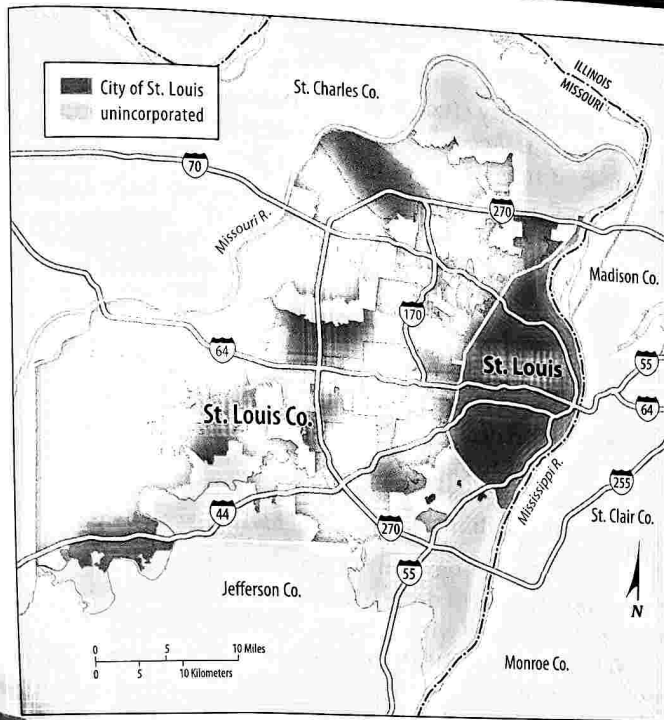 City of St. Louis
unincorporated
St. Charles Co.
ILLINOIS
MISSOURI
70
Missouri R.
270
Madison Co.
170
64
St. Louis
55
St. Louis Co.
64
Mississippi R.
255
44
270
St. Clair Co.
55
Jefferson Co.
N
0 5 10 Miles
0 5 10 Kilometers
Monroe Co.